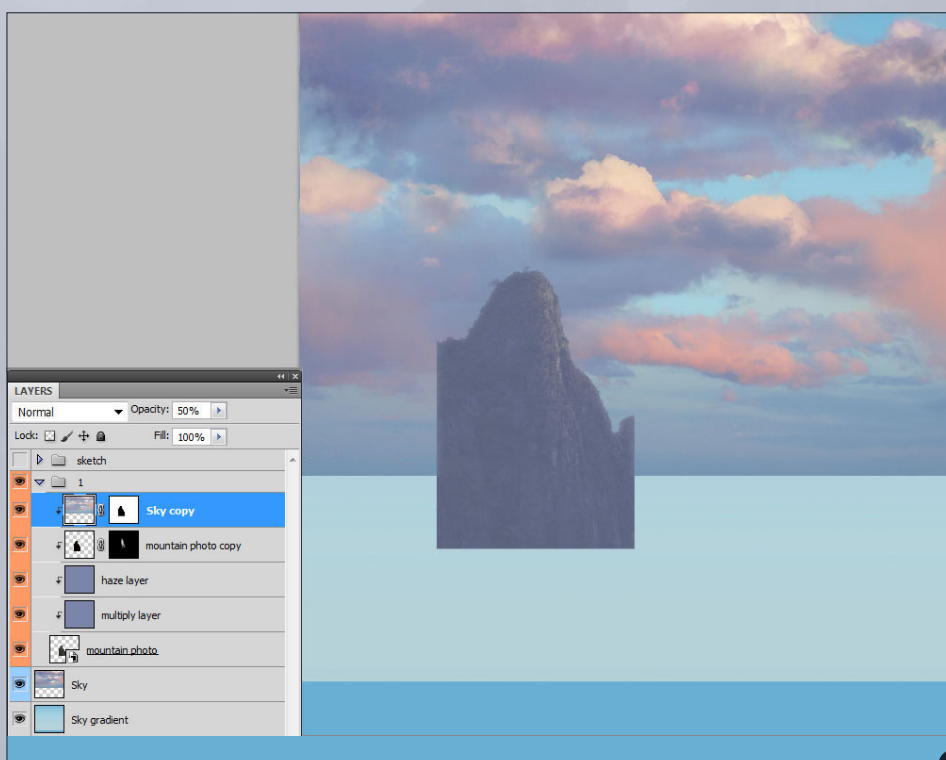 LAYERS
Normal Opacity: 50%
Lock: Fill: 100%
sketch
1
Sky copy
mountain photo copy
haze layer
multiply layer
mountain photo
Sky
Sky gradient